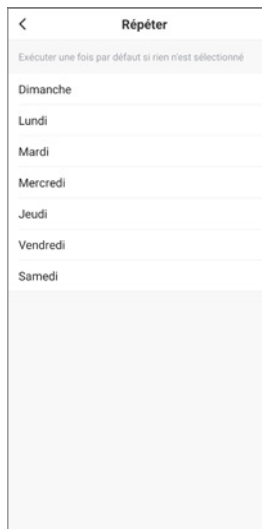 Répéter
Exécuter une fois par défaut si rien n'est sélectionné
Dimanche
Lundi
Mardi
Mercredi
Jeudi
Vendredi
Samedi